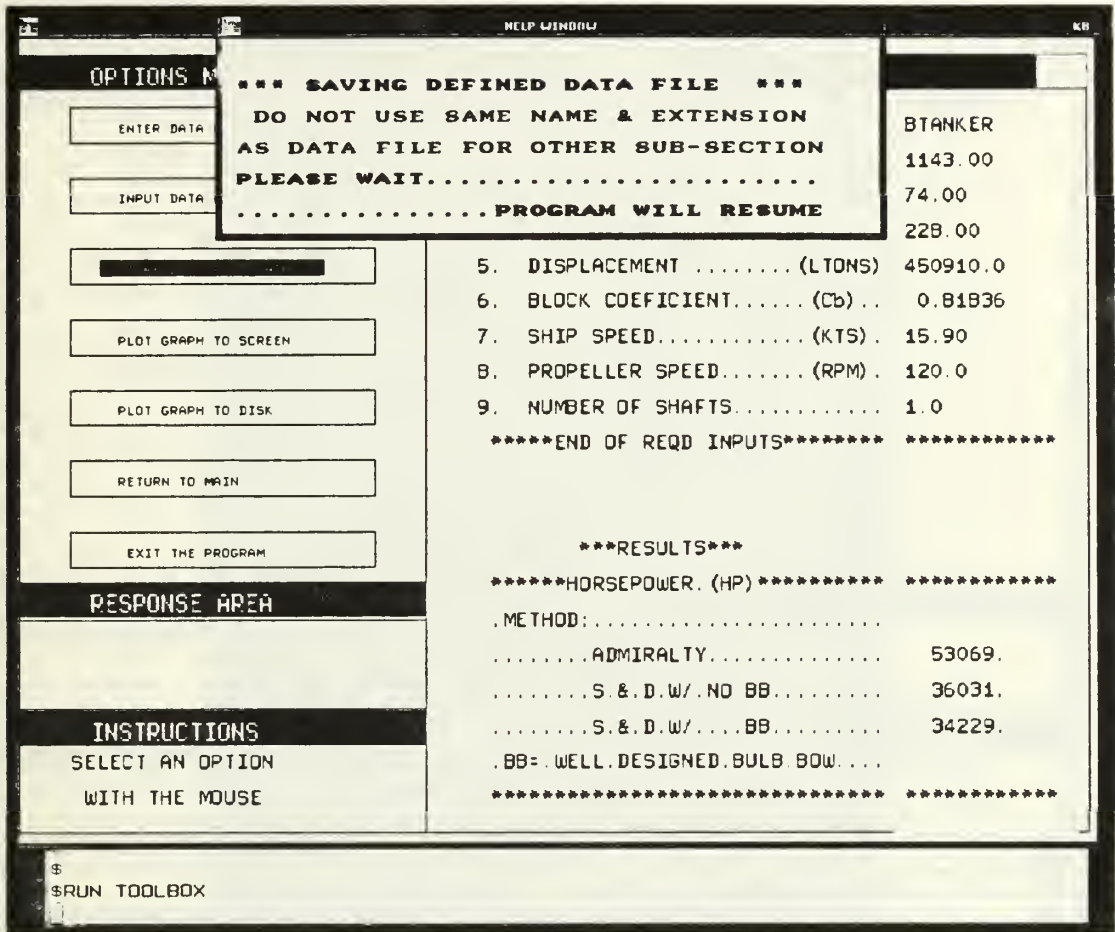 HELP WINDOW
KB
*** SAVING DEFINED DATA FILE ***
DO NOT USE SAME NAME & EXTENSION
AS DATA FILE FOR OTHER SUB-SECTION
PLEASE WAIT.........................
................PROGRAM WILL RESUME
OPTIONS M
ENTER DATA
INPUT DATA
PLOT GRAPH TO SCREEN
PLOT GRAPH TO DISK
RETURN TO MAIN
EXIT THE PROGRAM
RESPONSE AREA
INSTRUCTIONS
SELECT AN OPTION
WITH THE MOUSE
BTANKER
1143.00
74.00
228.00
5. DISPLACEMENT ........(LTONS) 450910.0
6. BLOCK COEFICIENT......(Cb).. 0.81836
7. SHIP SPEED............(KTS). 15.90
8. PROPELLER SPEED.......(RPM). 120.0
9. NUMBER OF SHAFTS............ 1.0
*****END OF REQD INPUTS******** ************
***RESULTS***
******HORSEPOWER.(HP)********** ************
.METHOD:.......................
........ADMIRALTY.............. 53069.
........S.&.D.W/.NO BB......... 36031.
........S.&.D.W/....BB......... 34229.
.BB=.WELL.DESIGNED.BULB.BOW....
******************************* ************
$
$RUN TOOLBOX